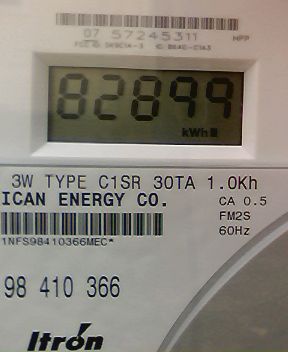 07 57245311 MPP
82899
kWh
3W TYPE C1SR 30TA 1.0Kh
ICAN ENERGY CO. CA 0.5
FM2S
60Hz
1NFS98410366MEC*
98 410 366
Itron